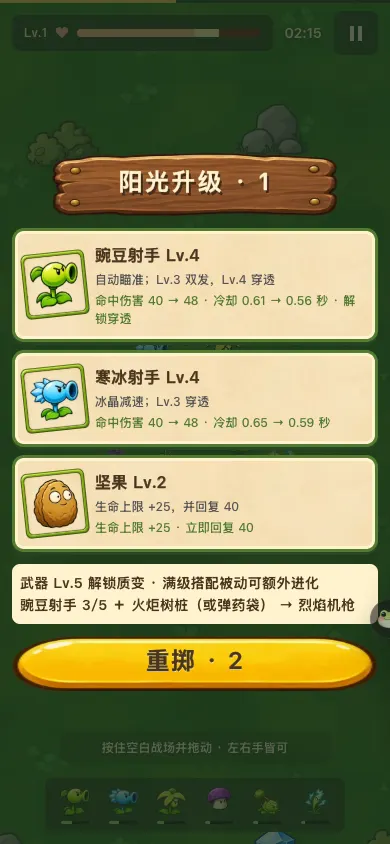 Lv.1
02:15
阳光升级 · 1
豌豆射手 Lv.4
自动瞄准；Lv.3 双发，Lv.4 穿透
命中伤害 40 → 48 · 冷却 0.61 → 0.56 秒 · 解
锁穿透
寒冰射手 Lv.4
冰晶减速；Lv.3 穿透
命中伤害 40 → 48 · 冷却 0.65 → 0.59 秒
坚果 Lv.2
生命上限 +25，并回复 40
生命上限 +25 · 立即回复 40
武器 Lv.5 解锁质变 · 满级搭配被动可额外进化
豌豆射手 3/5 + 火炬树桩（或弹药袋） → 烈焰机枪
重掷 · 2
按住空白战场并拖动 · 左右手皆可